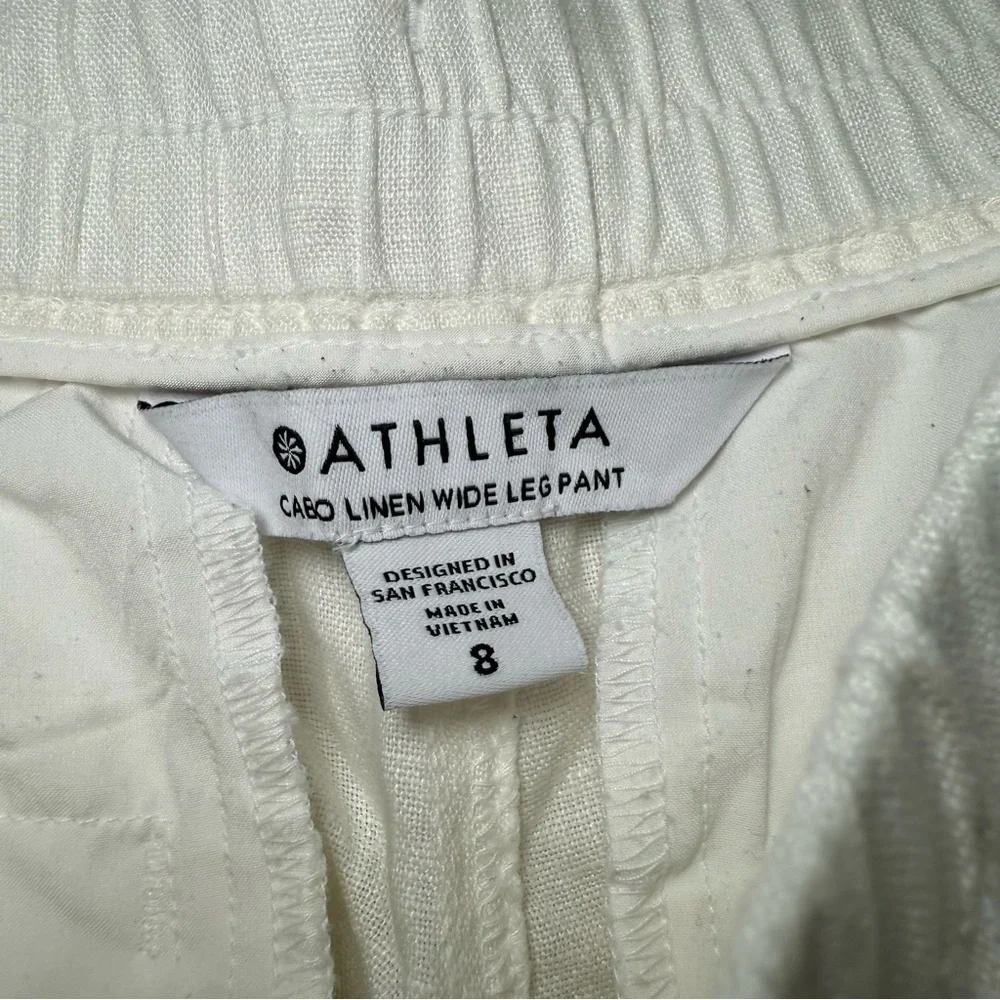 ATHLETA
CABO LINEN WIDE LEG PANT
DESIGNED IN
SAN FRANCISCO
MADE IN
VIETNAM
8